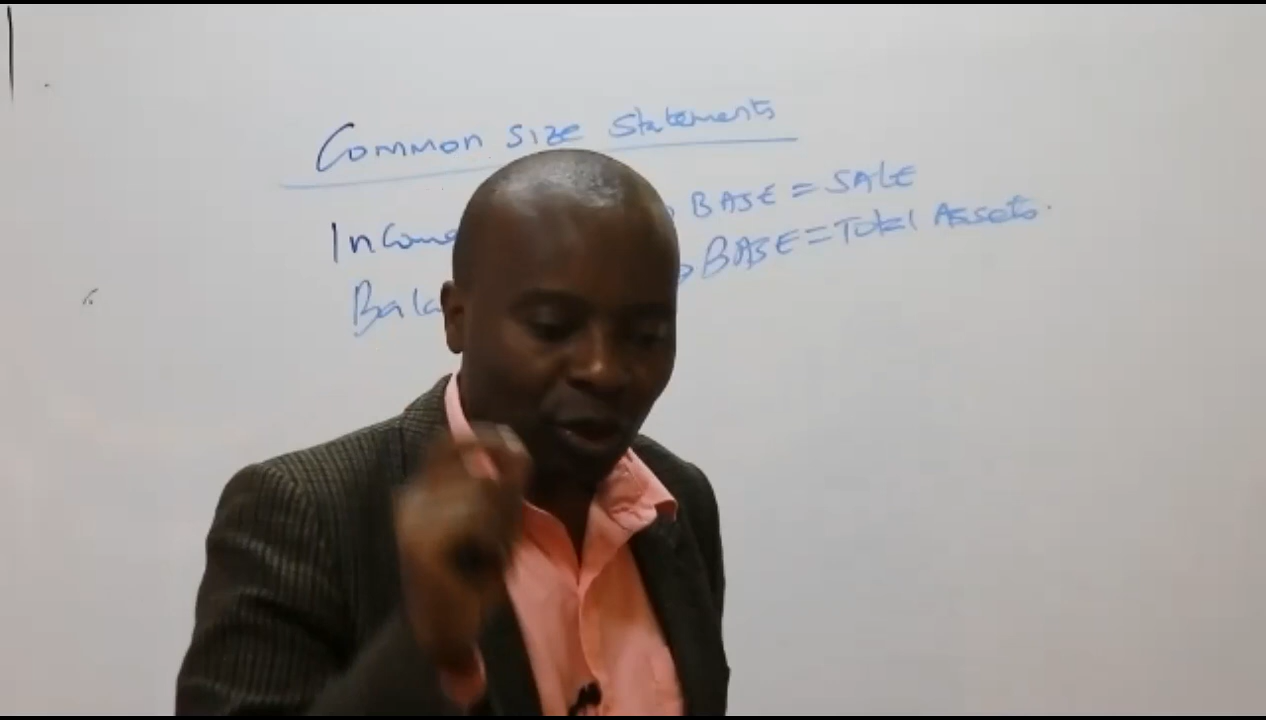 Common Size Statements
Income BASE = SALE
Bala BASE = Total Assets.